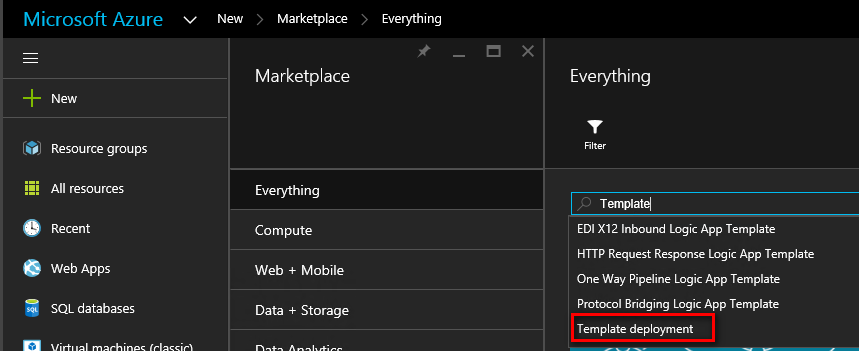 Microsoft Azure New Marketplace Everything
New
Resource groups
All resources
Recent
Web Apps
SQL databases
Virtual machines (classic)
Marketplace
Everything
Compute
Web + Mobile
Data + Storage
Data Analytics
Everything
Filter
Template
EDI X12 Inbound Logic App Template
HTTP Request Response Logic App Template
One Way Pipeline Logic App Template
Protocol Bridging Logic App Template
Template deployment